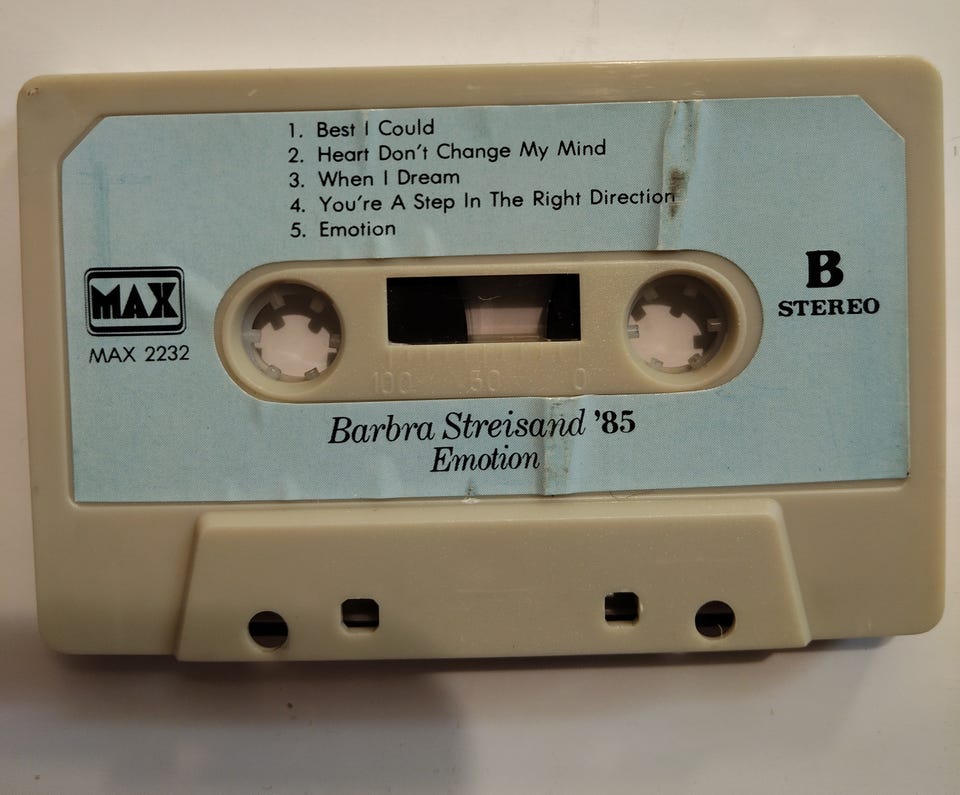 1. Best I Could
2. Heart Don't Change My Mind
3. When I Dream
4. You're A Step In The Right Direction
5. Emotion
MAX
MAX 2232
B
STEREO
100 50 0
Barbra Streisand '85
Emotion